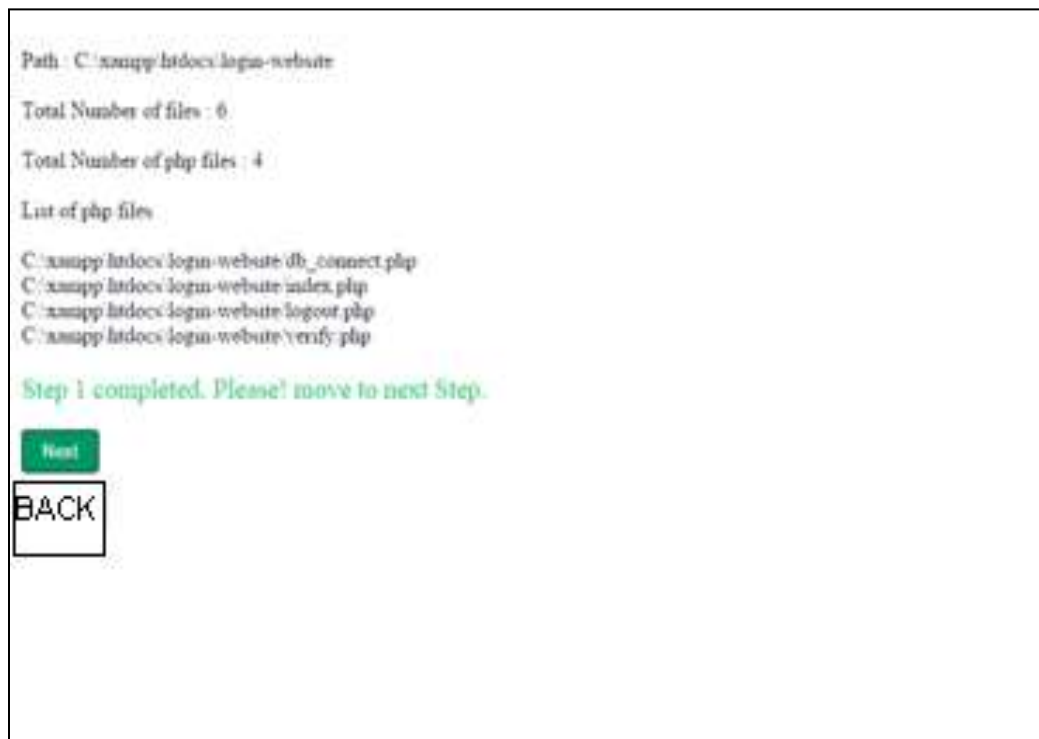 Path : C:\xampp\htdocs\login-website
Total Number of files : 6
Total Number of php files : 4
List of php files
C:\xampp\htdocs\login-website\db_connect.php
C:\xampp\htdocs\login-website\index.php
C:\xampp\htdocs\login-website\logout.php
C:\xampp\htdocs\login-website\verify.php
Step 1 completed. Please! move to next Step.
Next
BACK